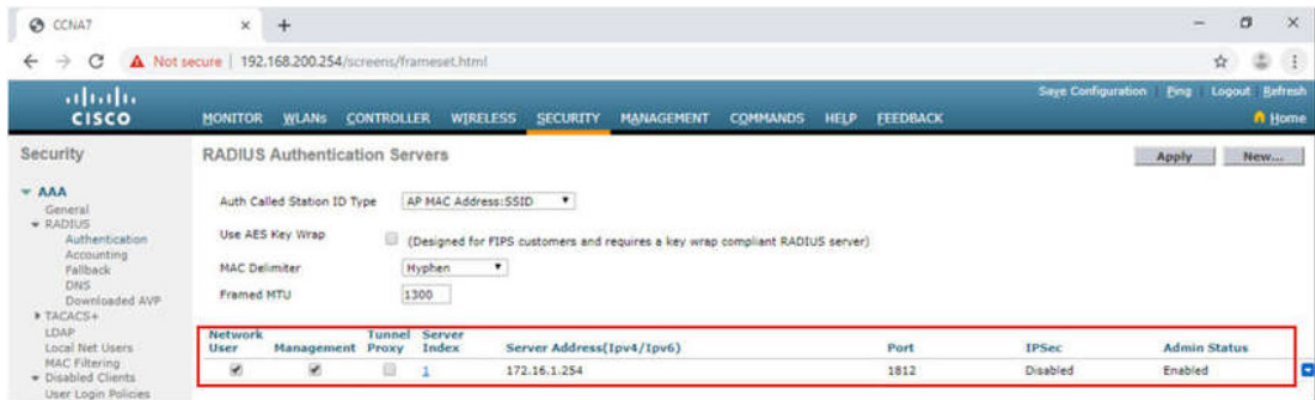 CCNA7
Not secure | 192.168.200.254/screens/frameset.html
Save Configuration Ping Logout Refresh
CISCO MONITOR WLANs CONTROLLER WIRELESS SECURITY MANAGEMENT COMMANDS HELP FEEDBACK Home
Security
RADIUS Authentication Servers
Apply New...
AAA
General
RADIUS
Authentication
Accounting
Fallback
DNS
Downloaded AVP
TACACS+
LDAP
Local Net Users
MAC Filtering
Disabled Clients
User Login Policies
Auth Called Station ID Type AP MAC Address:SSID
Use AES Key Wrap (Designed for FIPS customers and requires a key wrap compliant RADIUS server)
MAC Delimiter Hyphen
Framed MTU 1300
Network User Management Tunnel Proxy Server Index Server Address(Ipv4/Ipv6) Port IPSec Admin Status
1 172.16.1.254 1812 Disabled Enabled